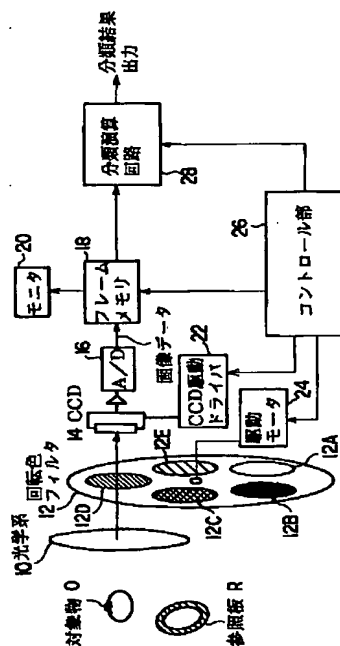 対象物 O
参照板 R
10 光学系
回転色
フィルタ
12
12D
12E
12C
12B
12A
14 CCD
16
A/D
画像データ
18
フレーム
メモリ
20
モニタ
22
CCD駆動
ドライバ
24
駆動
モータ
26
コントロール部
28
分類演算
回路
分類結果
出力